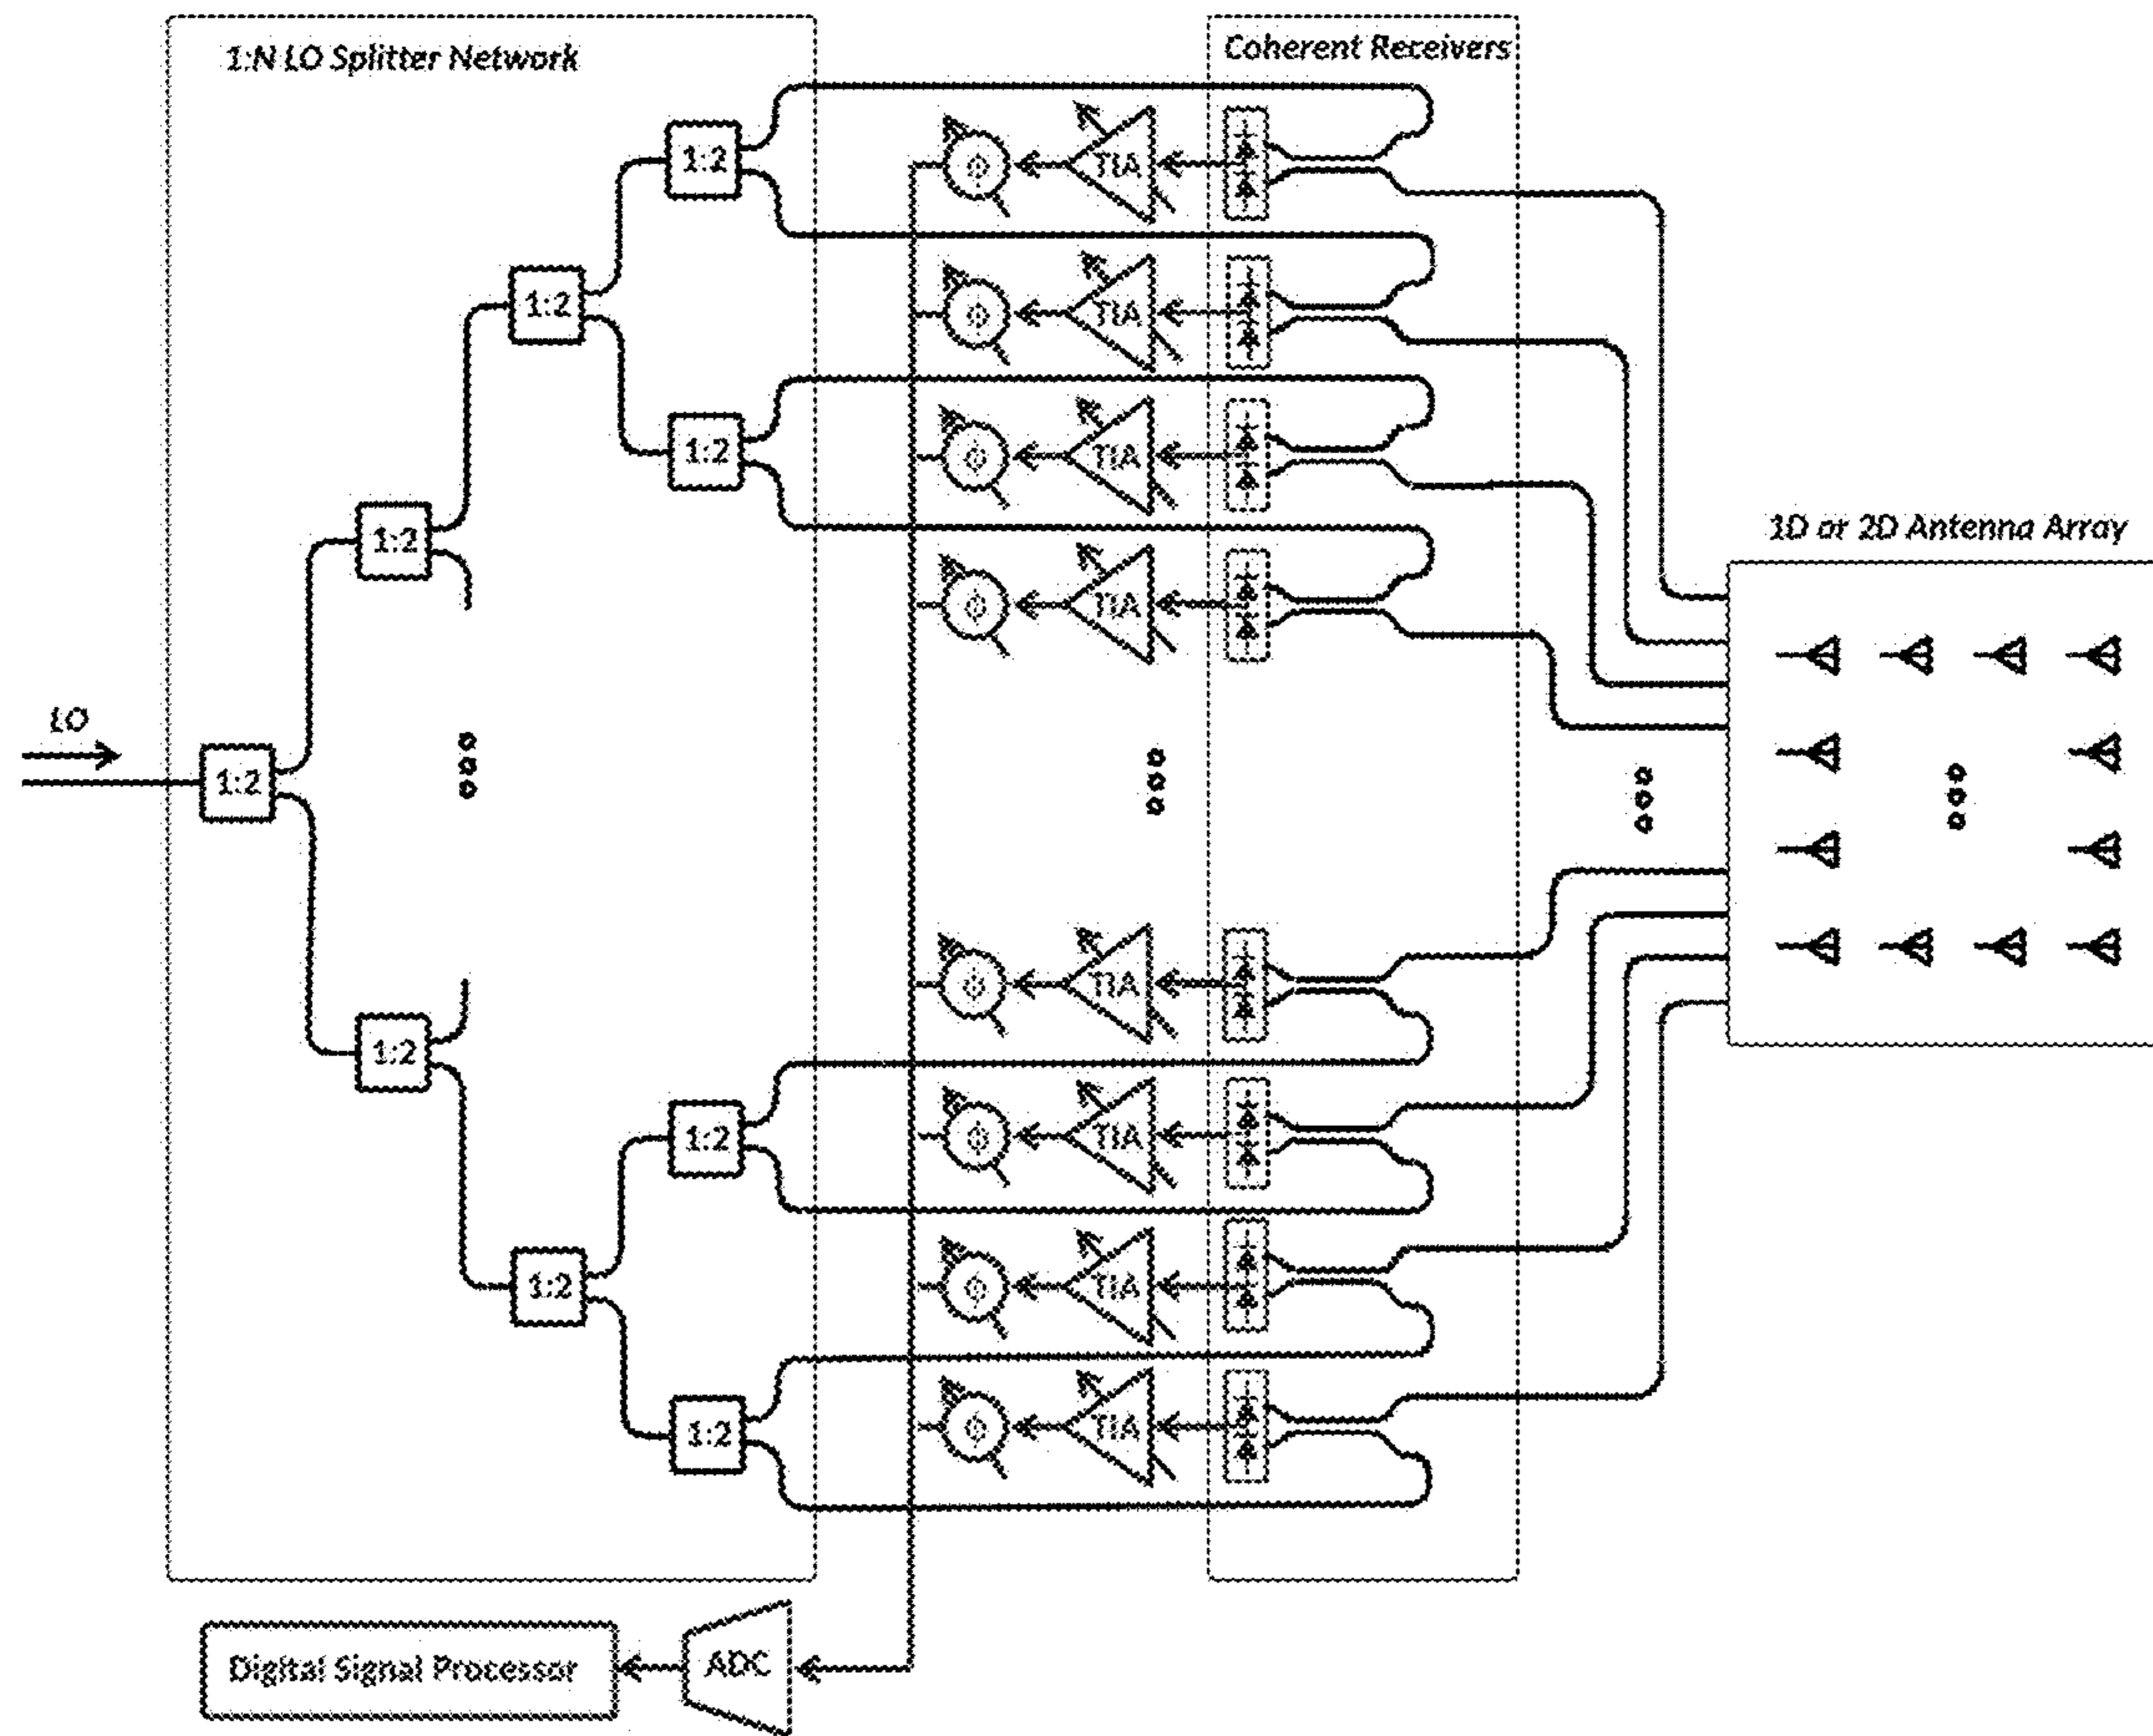 1:N LO Splitter Network
Coherent Receivers
1:2
TIA
ϕ
1:2
TIA
ϕ
1:2
TIA
ϕ
1D or 2D Antenna Array
1:2
TIA
ϕ
LO
1:2
TIA
ϕ
1:2
1:2
TIA
ϕ
1:2
TIA
ϕ
1:2
TIA
ϕ
Digital Signal Processor
ADC